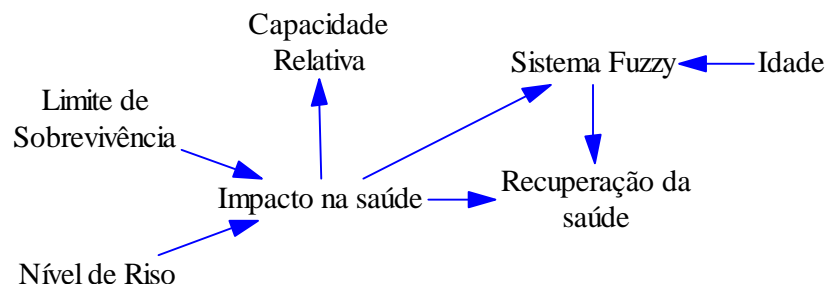 Capacidade
Relativa
Sistema Fuzzy
Idade
Limite de
Sobrevivência
Impacto na saúde
Recuperação da
saúde
Nível de Riso